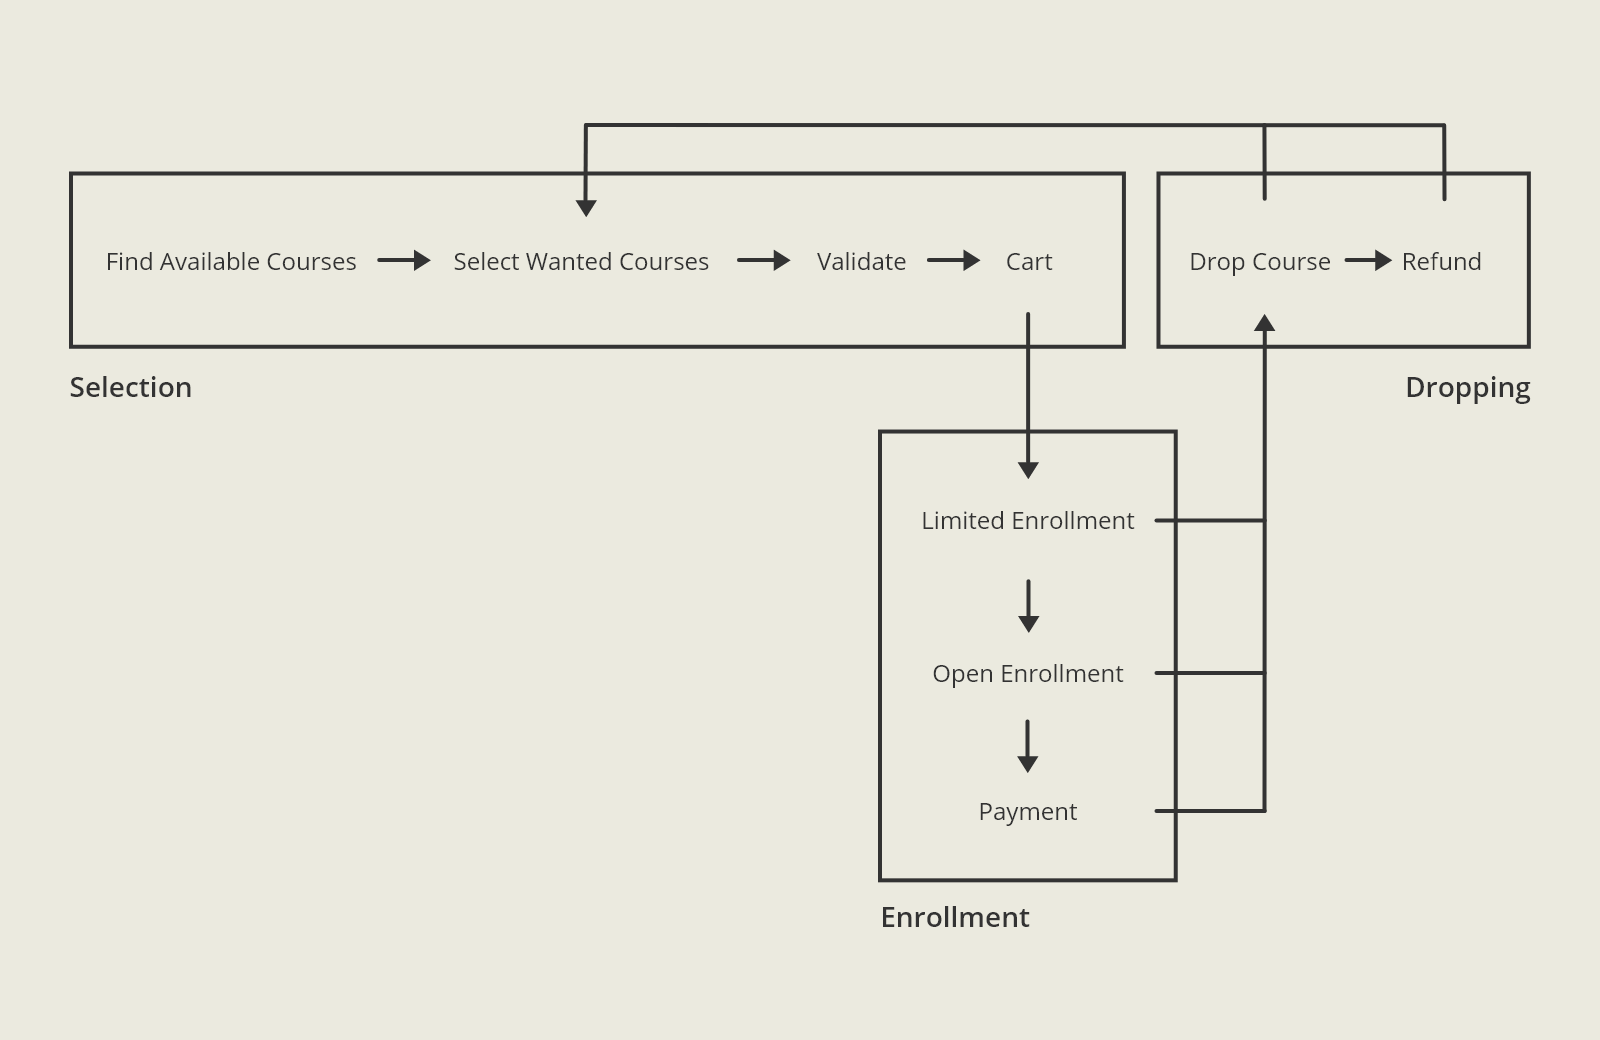 Find Available Courses
Select Wanted Courses
Validate
Cart
Drop Course
Refund
Selection
Dropping
Limited Enrollment
Open Enrollment
Payment
Enrollment